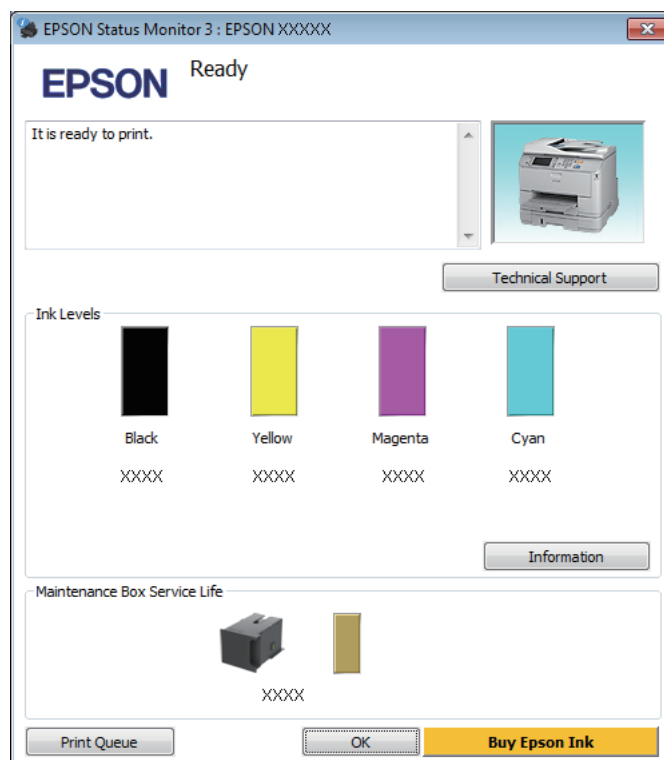 EPSON Status Monitor 3 : EPSON XXXXX
EPSON
Ready
It is ready to print.
Technical Support
Ink Levels
Black Yellow Magenta Cyan
XXXX XXXX XXXX XXXX
Information
Maintenance Box Service Life
XXXX
Print Queue OK Buy Epson Ink